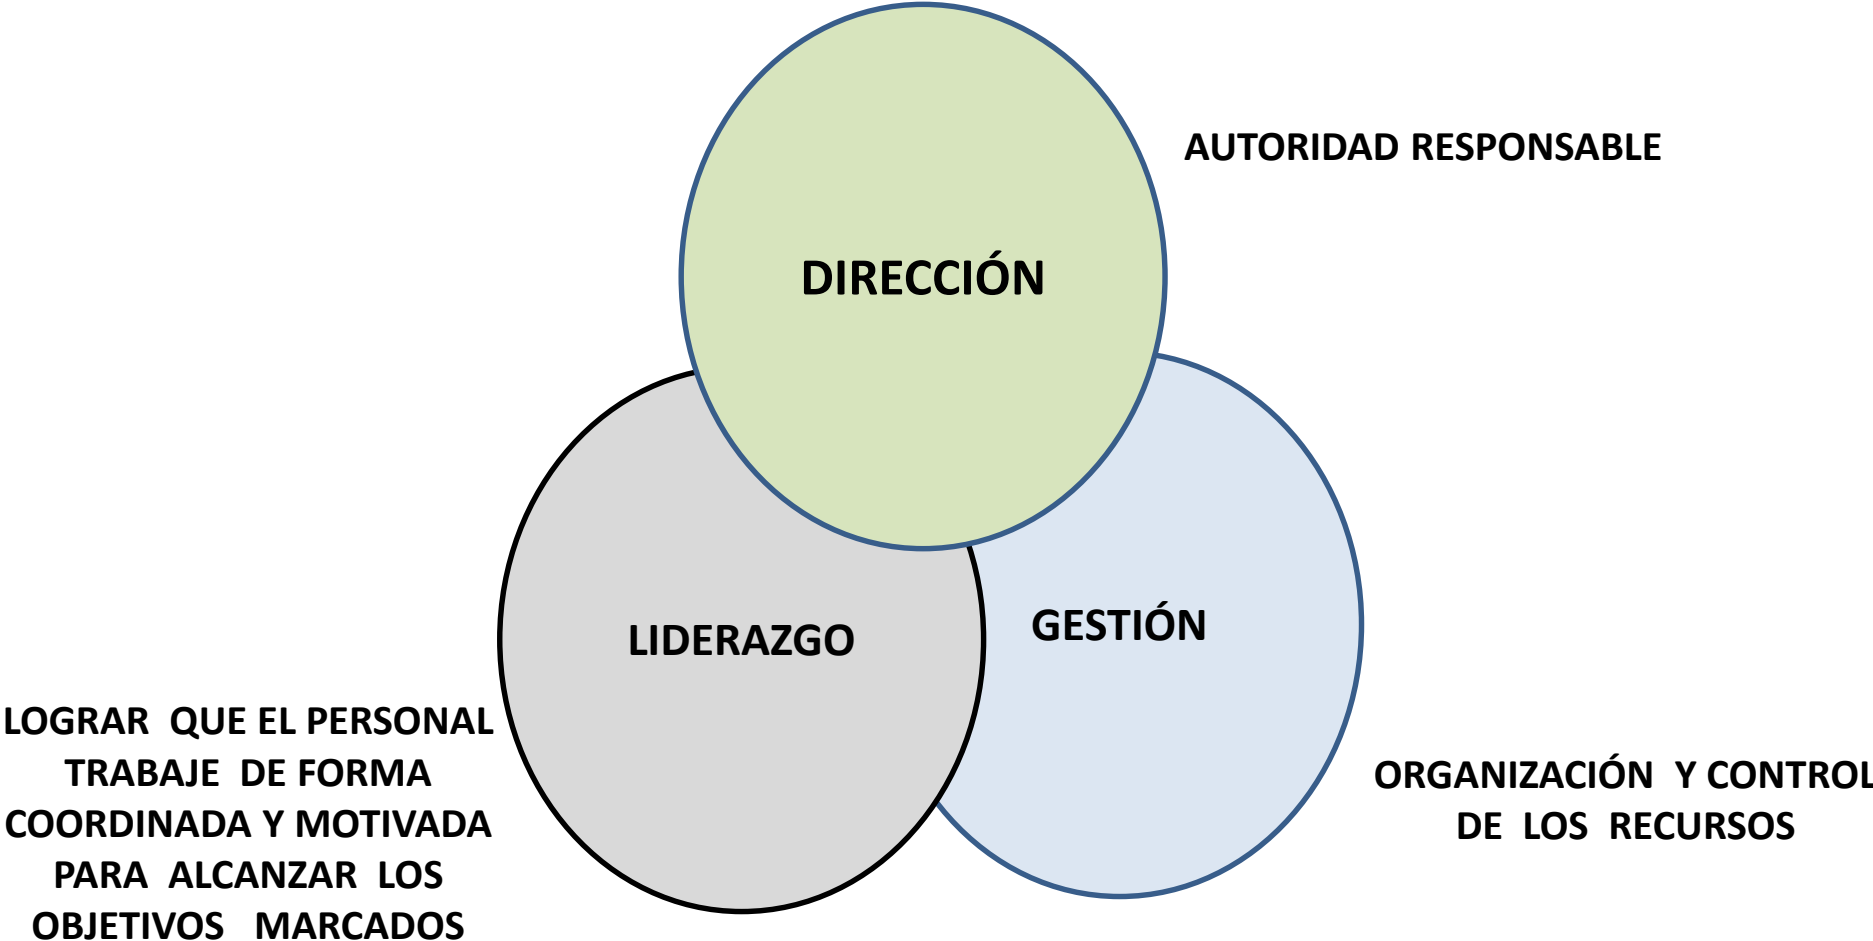 AUTORIDAD RESPONSABLE
DIRECCIÓN
LIDERAZGO
GESTIÓN
LOGRAR QUE EL PERSONAL
TRABAJE DE FORMA
COORDINADA Y MOTIVADA
PARA ALCANZAR LOS
OBJETIVOS MARCADOS
ORGANIZACIÓN Y CONTROL
DE LOS RECURSOS